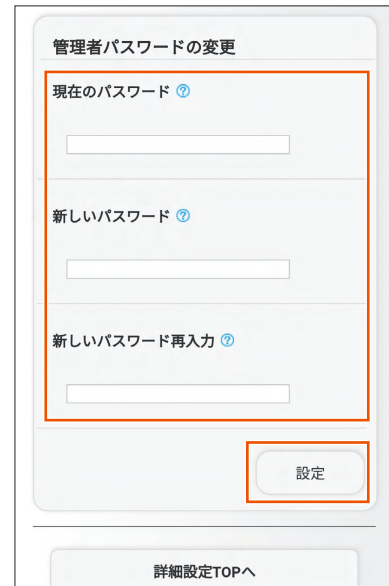 管理者パスワードの変更
現在のパスワード ?
新しいパスワード ?
新しいパスワード再入力 ?
設定
詳細設定TOPへ